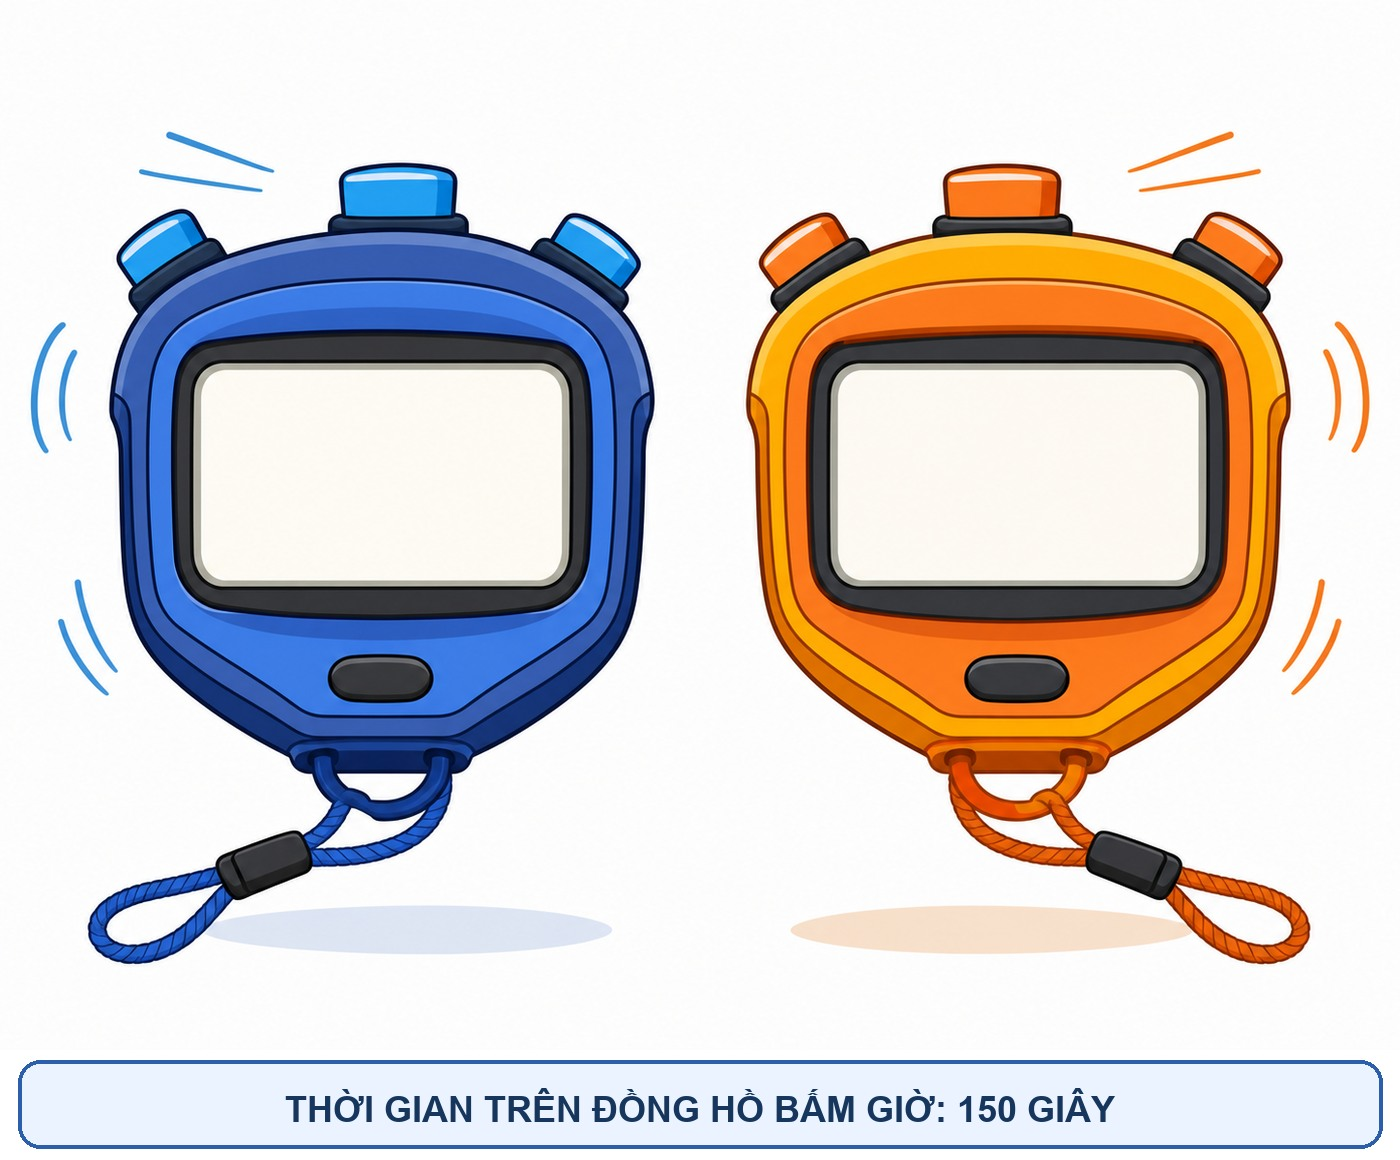 THỜI GIAN TRÊN ĐỒNG HỒ BẤM GIỜ: 150 GIÂY